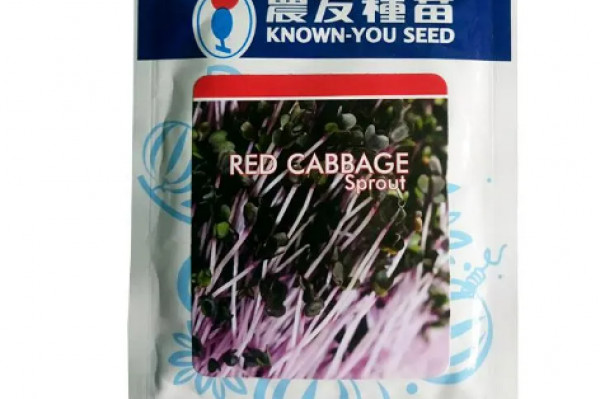 農友種苗
KNOWN-YOU SEED
RED CABBAGE
Sprout